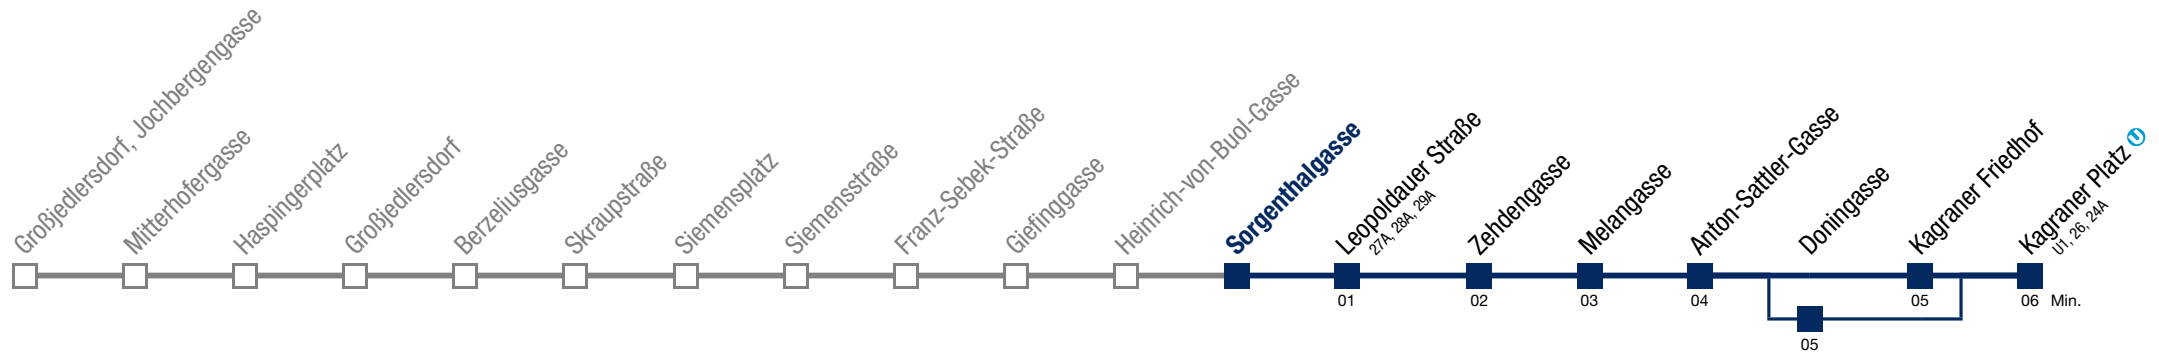 Großjedlersdorf, Jochbergengasse
Mitterhofergasse
Haspingerplatz
Großjedlersdorf
Berzeliusgasse
Skraupstraße
Siemensplatz
Siemensstraße
Franz-Sebek-Straße
Giefinggasse
Heinrich-von-Buol-Gasse
Sorgenthalgasse
Leopoldauer Straße
27A, 28A, 29A
Zehdengasse
Melangasse
Anton-Sattler-Gasse
Doningasse
Kagraner Friedhof
Kagraner Platz U
U1, 26, 24A
01 02 03 04 05 06 Min.
05